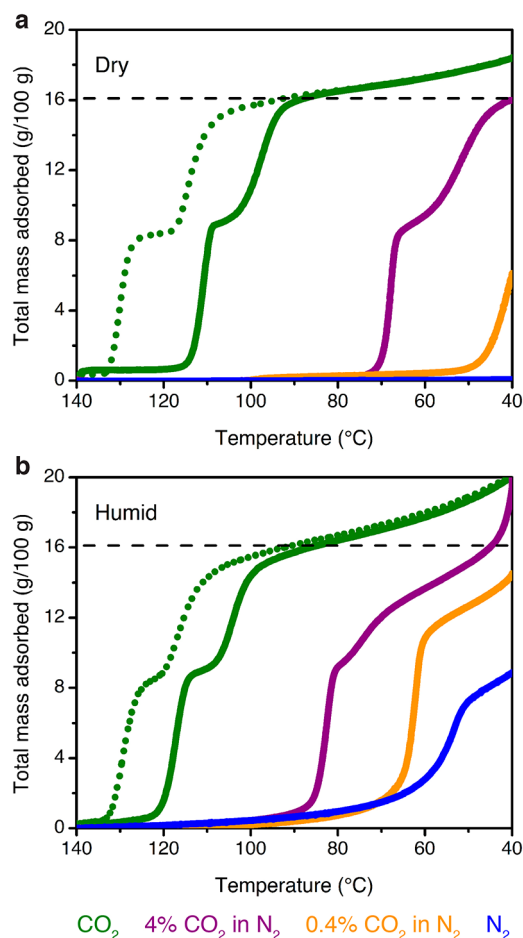 a
Dry
Total mass adsorbed (g/100 g)
20
16
12
8
4
0
140 120 100 80 60 40
Temperature (°C)
b
Humid
Total mass adsorbed (g/100 g)
20
16
12
8
4
0
140 120 100 80 60 40
Temperature (°C)
CO₂ 4% CO₂ in N₂ 0.4% CO₂ in N₂ N₂